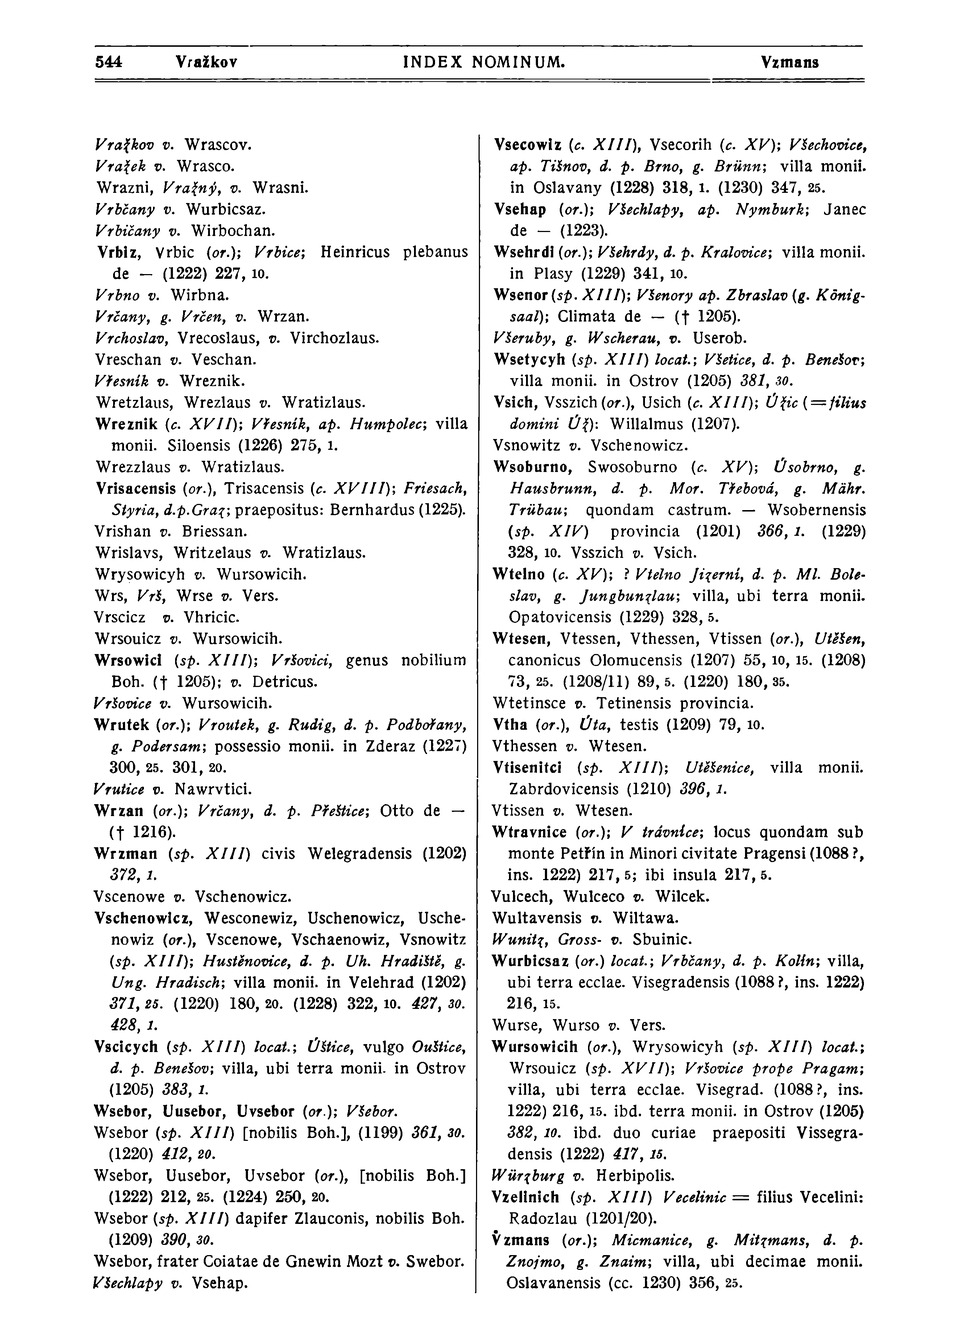 544 Vražkov INDEX NOMINUM. Vzmans
Vražkov v. Wrascov.
Vražek v. Wrasco.
Wrazni, Vražný, v. Wrasni.
Vrbčany v. Wurbicsaz.
Vrbičany v. Wirbochan.
Vrbiz, Vrbic (or.); Vrbice; Heinricus plebanus
de — (1222) 227, 10.
Vrbno v. Wirbna.
Vrčany, g. Vrčen, v. Wrzan.
Vrchoslav, Vrecoslaus, v. Virchozlaus.
Vreschan v. Veschan.
Vřesník v. Wreznik.
Wretzlaus, Wrezlaus v. Wratizlaus.
Wreznik (c. XVII); Vřesník, ap. Humpolec; villa
monii. Siloensis (1226) 275, 1.
Wrezzlaus v. Wratizlaus.
Vrisacensis (or.), Trisacensis (c. XVIII); Friesach,
Styria, d.p.Graz; praepositus: Bernhardus (1225).
Vrishan v. Briessan.
Wrislavs, Writzelaus v. Wratizlaus.
Wrysowicyh v. Wursowicih.
Wrs, Vrš, Wrse v. Vers.
Vrscicz v. Vhricic.
Wrsouicz v. Wursowicih.
Wrsowici (sp. XIII); Vršovici, genus nobilium
Boh. († 1205); v. Detricus.
Vršovice v. Wursowicih.
Wrutek (or.); Vroutek, g. Rudig, d. p. Podbořany,
g. Podersam; possessio monii. in Zderaz (1227)
300, 25. 301, 20.
Vrutice v. Nawrvtici.
Wrzan (or.); Vrčany, d. p. Přeštice; Otto de —
(† 1216).
Wrzman (sp. XIII) civis Welegradensis (1202)
372, 1.
Vscenowe v. Vschenowicz.
Vschenowicz, Wesconewiz, Uschenowicz, Usche-
nowiz (or.), Vscenowe, Vschaenowiz, Vsnowitz
(sp. XIII); Hustěnovice, d. p. Uh. Hradiště, g.
Ung. Hradisch; villa monii. in Velehrad (1202)
371, 25. (1220) 180, 20. (1228) 322, 10. 427, 30.
428, 1.
Vscicych (sp. XIII) locat.; Úštice, vulgo Ouštice,
d. p. Benešov; villa, ubi terra monii. in Ostrov
(1205) 383, 1.
Wsebor, Uusebor, Uvsebor (or.); Všebor.
Wsebor (sp. XIII) [nobilis Boh.], (1199) 361, 30.
(1220) 412, 20.
Wsebor, Uusebor, Uvsebor (or.), [nobilis Boh.]
(1222) 212, 25. (1224) 250, 20.
Wsebor (sp. XIII) dapifer Zlauconis, nobilis Boh.
(1209) 390, 30.
Wsebor, frater Coiatae de Gnewin Mozt v. Swebor.
Všechlapy v. Vsehap.
Vsecowiz (c. XIII), Vsecorih (c. XV); Všechovice,
ap. Tišnov, d. p. Brno, g. Brünn; villa monii.
in Oslavany (1228) 318, 1. (1230) 347, 25.
Vsehap (or.); Všechlapy, ap. Nymburk; Janec
de — (1223).
Wsehrdi (or.); Všehrdy, d. p. Kralovice; villa monii.
in Plasy (1229) 341, 10.
Wsenor (sp. XIII); Všenory ap. Zbraslav (g. König-
saal); Climata de — († 1205).
Všeruby, g. Wscherau, v. Userob.
Wsetycyh (sp. XIII) locat.; Všetice, d. p. Benešov;
villa monii. in Ostrov (1205) 381, 30.
Vsich, Vsszich (or.), Usich (c. XIII); Úžic (= filius
domini Úž): Willalmus (1207).
Vsnowitz v. Vschenowicz.
Wsoburno, Swosoburno (c. XV); Úsobrno, g.
Hausbrunn, d. p. Mor. Třebová, g. Mähr.
Trübau; quondam castrum. — Wsobernensis
(sp. XIV) provincia (1201) 366, 1. (1229)
328, 10. Vsszich v. Vsich.
Wtelno (c. XV); ? Vtelno Jizerní, d. p. Ml. Bole-
slav, g. Jungbunzlau; villa, ubi terra monii.
Opatovicensis (1229) 328, 5.
Wtesen, Vtessen, Vthessen, Vtissen (or.), Utěšen,
canonicus Olomucensis (1207) 55, 10, 15. (1208)
73, 25. (1208/11) 89, 5. (1220) 180, 35.
Wtetinsce v. Tetinensis provincia.
Vtha (or.), Úta, testis (1209) 79, 10.
Vthessen v. Wtesen.
Vtisenitci (sp. XIII); Utěšenice, villa monii.
Zabrdovicensis (1210) 396, 1.
Vtissen v. Wtesen.
Wtravnice (or.); V trávníce; locus quondam sub
monte Petřín in Minori civitate Pragensi (1088?,
ins. 1222) 217, 5; ibi insula 217, 5.
Vulcech, Wulceco v. Wilcek.
Wultavensis v. Wiltawa.
Wunitz, Gross- v. Sbuinic.
Wurbicsaz (or.) locat.; Vrbčany, d. p. Kolín; villa,
ubi terra ecclae. Visegradensis (1088?, ins. 1222)
216, 15.
Wurse, Wurso v. Vers.
Wursowicih (or.), Wrysowicyh (sp. XIII) locat.;
Wrsouicz (sp. XVII); Vršovice prope Pragam;
villa, ubi terra ecclae. Visegrad. (1088?, ins.
1222) 216, 15. ibd. terra monii. in Ostrov (1205)
382, 10. ibd. duo curiae praepositi Vissegra-
densis (1222) 417, 15.
Würzburg v. Herbipolis.
Vzelinich (sp. XIII) Vecelinic = filius Vecelini:
Radozlau (1201/20).
V̊zmans (or.); Micmanice, g. Mitzmans, d. p.
Znojmo, g. Znaim; villa, ubi decimae monii.
Oslavanensis (cc. 1230) 356, 25.